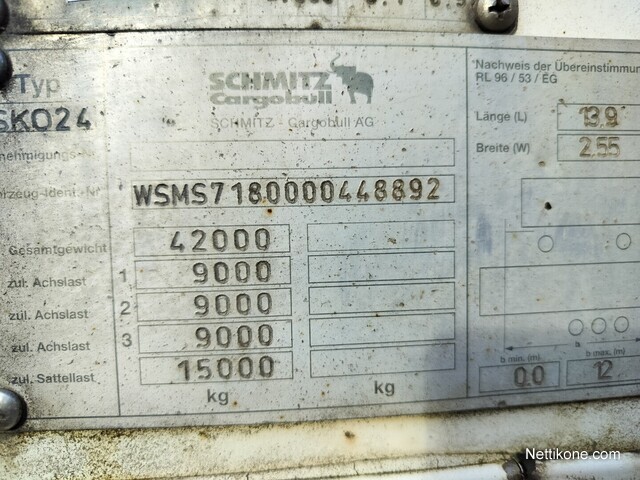 Typ
SKO24
SCHMITZ
Cargobull
SCHMITZ - Cargobull AG
Nachweis der Übereinstimmung
RL 96 / 53 / EG
Länge (L) 13.9
Breite (W) 2.55
WSMS7180000448892
Gesamtgewicht 42000
zul. Achslast 1 9000
zul. Achslast 2 9000
zul. Achslast 3 9000
zul. Sattellast 15000
kg kg
a
b min. (m) b max. (m)
0.0 12
Nettikone.com